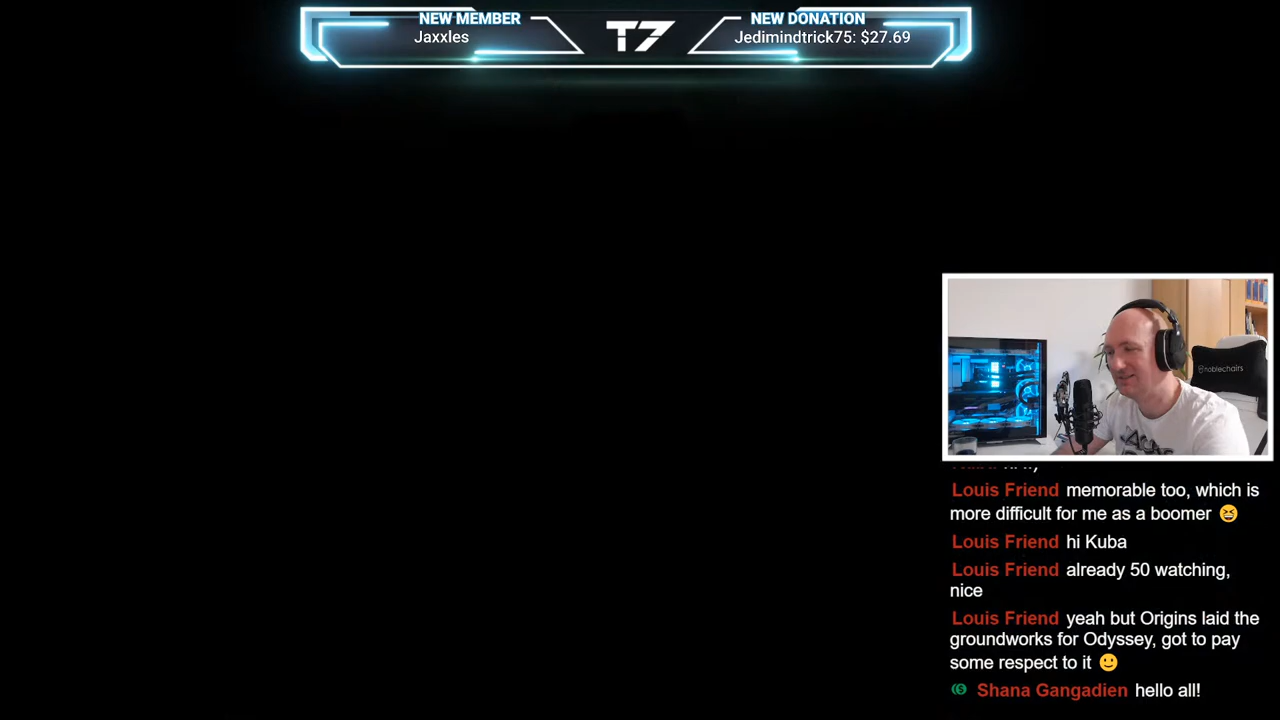 NEW MEMBER
Jaxxles
T7
NEW DONATION
Jedimindtrick75: $27.69
noblechairs
Louis Friend memorable too, which is
more difficult for me as a boomer 😆
Louis Friend hi Kuba
Louis Friend already 50 watching,
nice
Louis Friend yeah but Origins laid the
groundworks for Odyssey, got to pay
some respect to it 🙂
Shana Gangadien hello all!